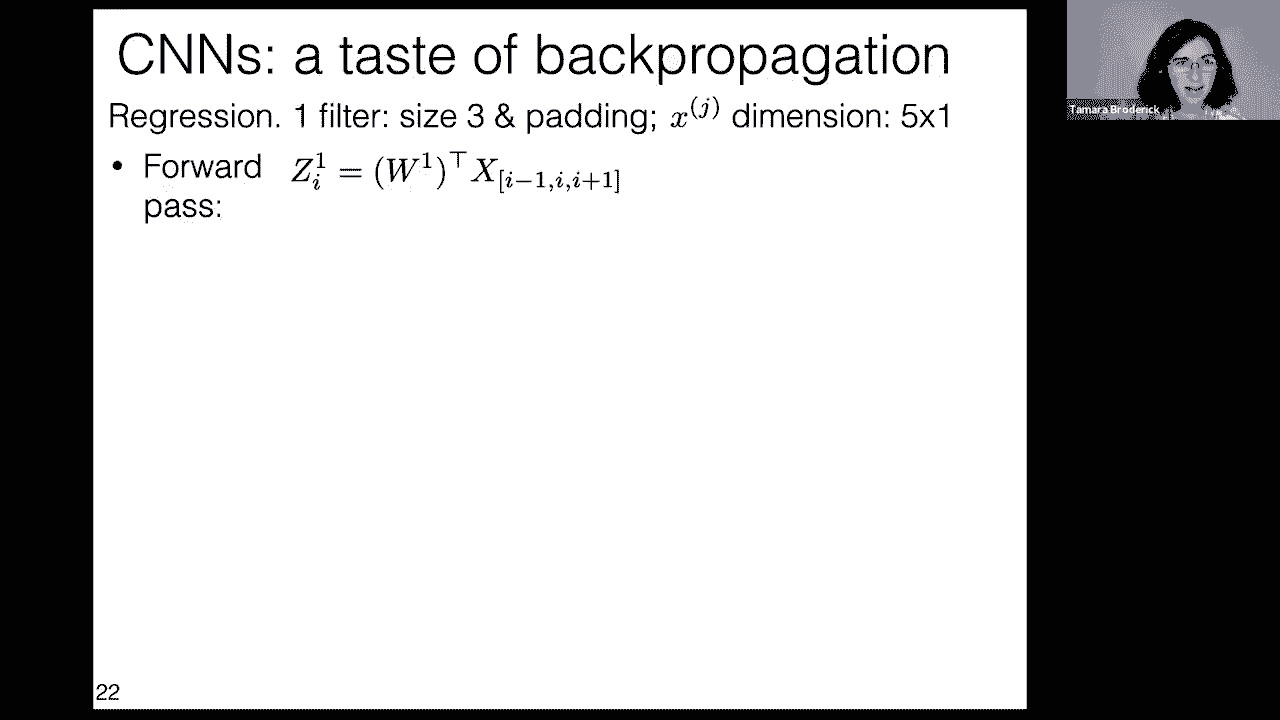 CNNs: a taste of backpropagation
Tamara Broderick
Regression. 1 filter: size 3 & padding; $x^{(j)}$ dimension: 5x1
• Forward pass: $Z_i^1 = (W^1)^\top X_{[i-1,i,i+1]}$
22